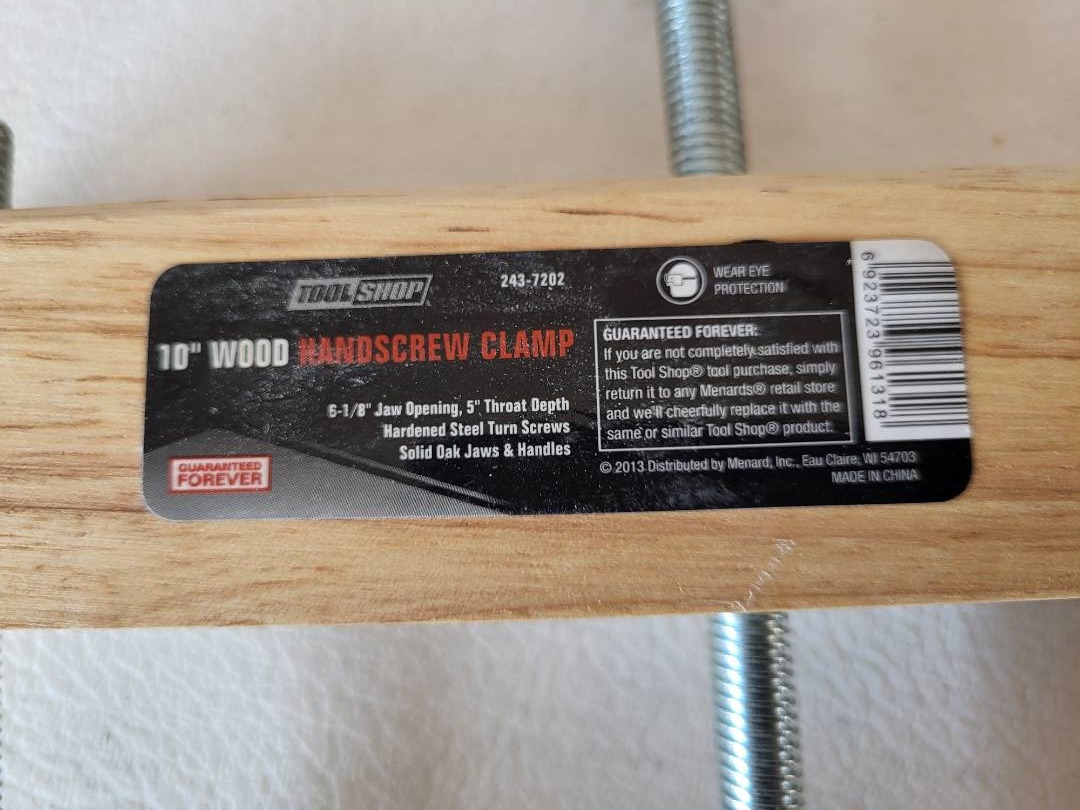 TOOL SHOP
243-7202
10" WOOD HANDSCREW CLAMP
6-1/8" Jaw Opening, 5" Throat Depth
Hardened Steel Turn Screws
Solid Oak Jaws & Handles
GUARANTEED
FOREVER
WEAR EYE
PROTECTION
GUARANTEED FOREVER:
If you are not completely satisfied with
this Tool Shop® tool purchase, simply
return it to any Menards® retail store
and we'll cheerfully replace it with the
same or similar Tool Shop® product.
© 2013 Distributed by Menard, Inc., Eau Claire, WI 54703
MADE IN CHINA
6 923723 961318